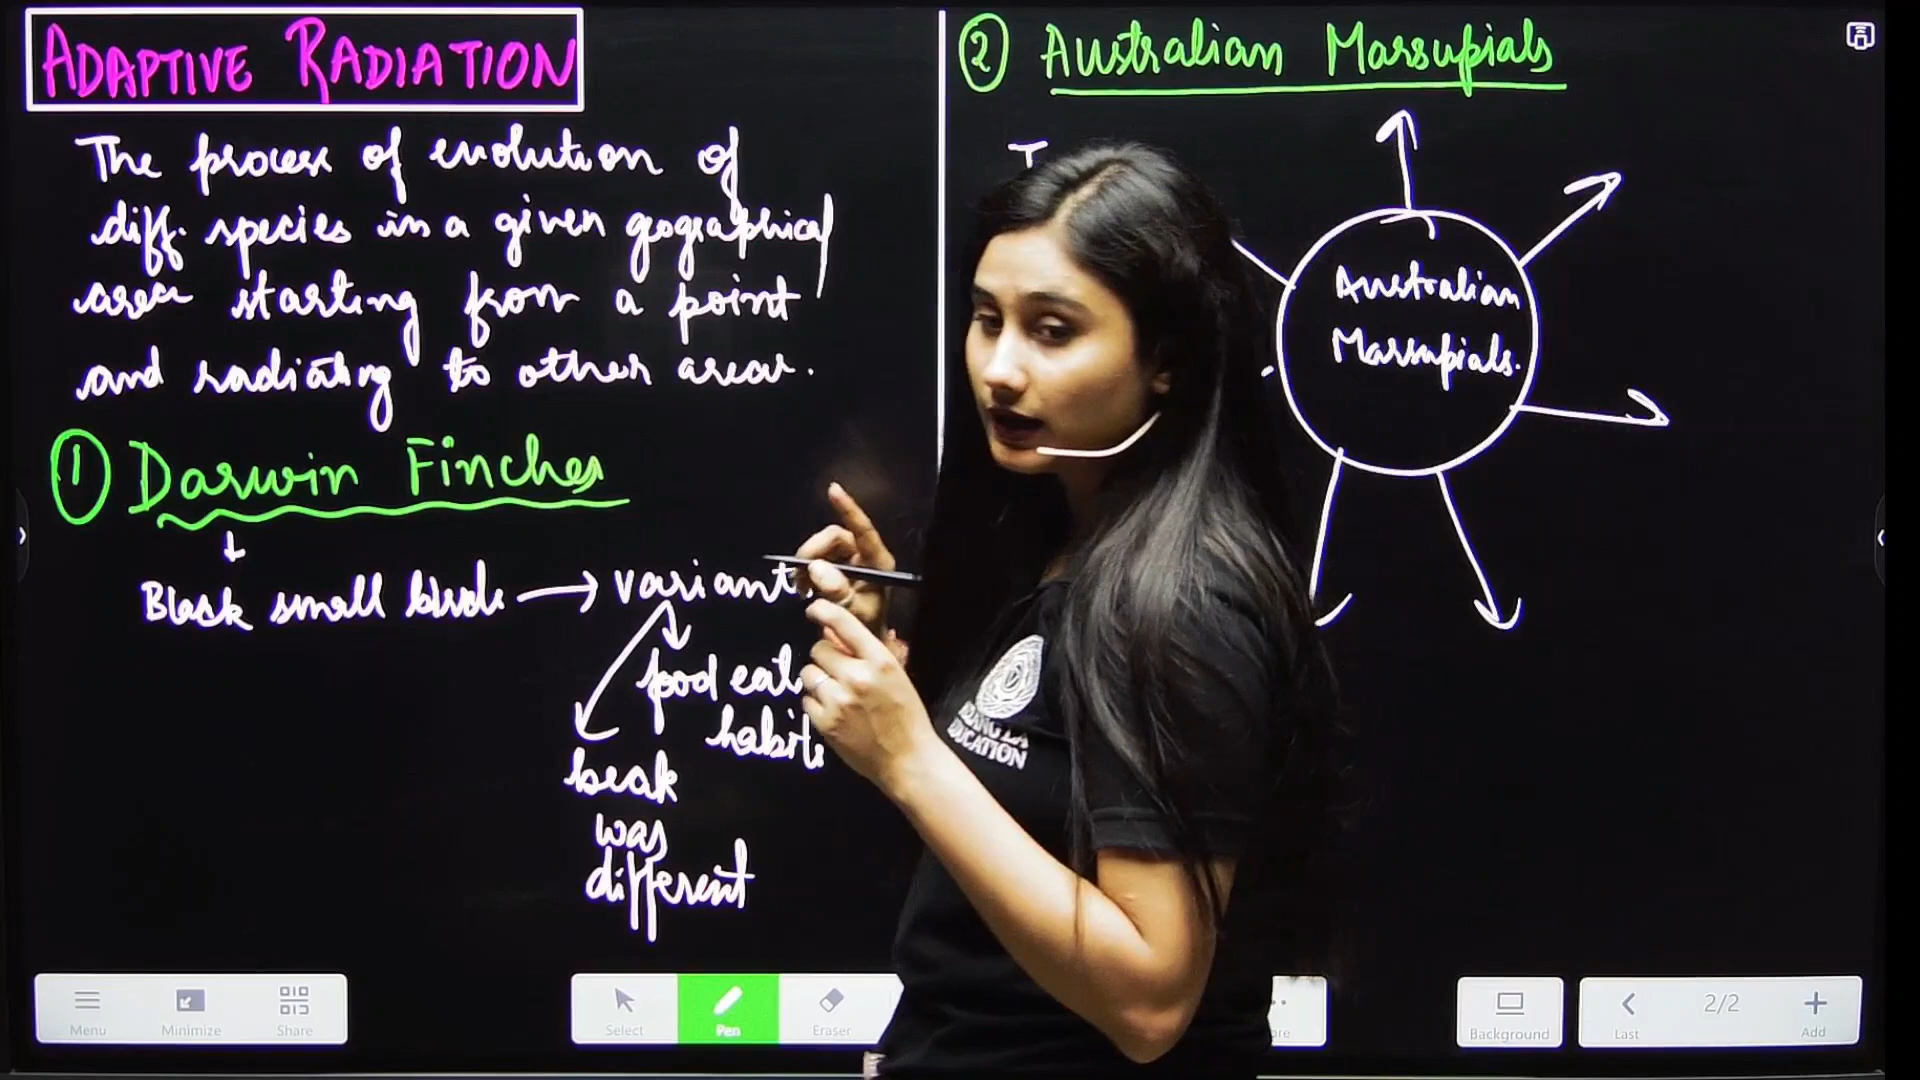 ADAPTIVE RADIATION
The process of evolution of
diff. species in a given gographical
area starting from a point
and radiating to other areas.
① Darwin Finches
Black small birds → variant
food eat
habits
beak
was
different
② Australian Marsupials
Australian
Marsupials.
EDUCATION
Menu
Minimize
Share
Select
Pen
Eraser
Background
Last
2/2
Add